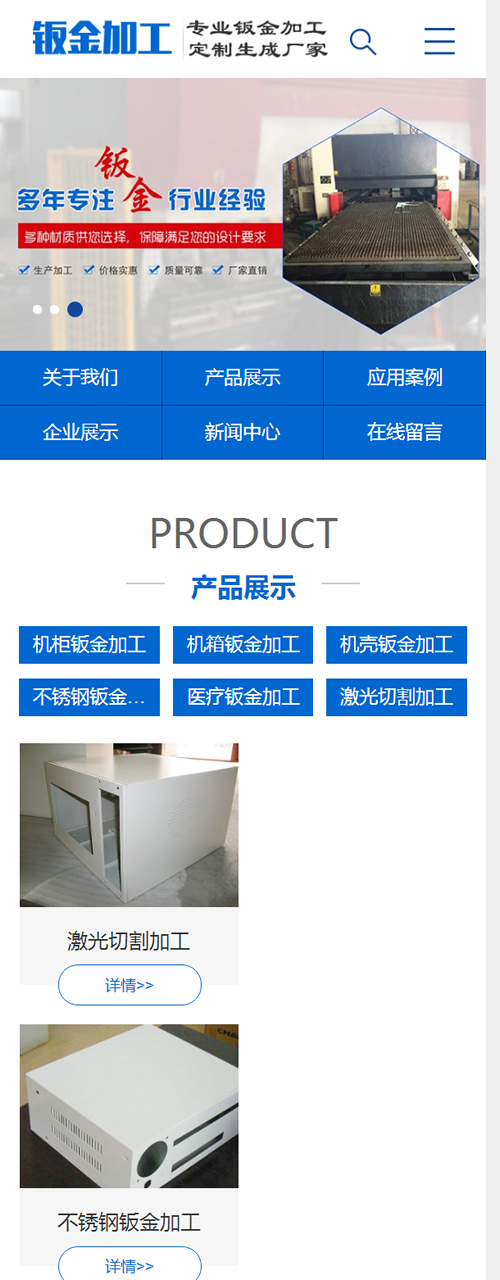 钣金加工
专业钣金加工
定制生成厂家
钣
多年专注 金 行业经验
多种材质供您选择，保障满足您的设计要求
生产加工 价格实惠 质量可靠 厂家直销
关于我们 产品展示 应用案例
企业展示 新闻中心 在线留言
PRODUCT
产品展示
机柜钣金加工 机箱钣金加工 机壳钣金加工
不锈钢钣金... 医疗钣金加工 激光切割加工
激光切割加工
详情>>
不锈钢钣金加工
详情>>